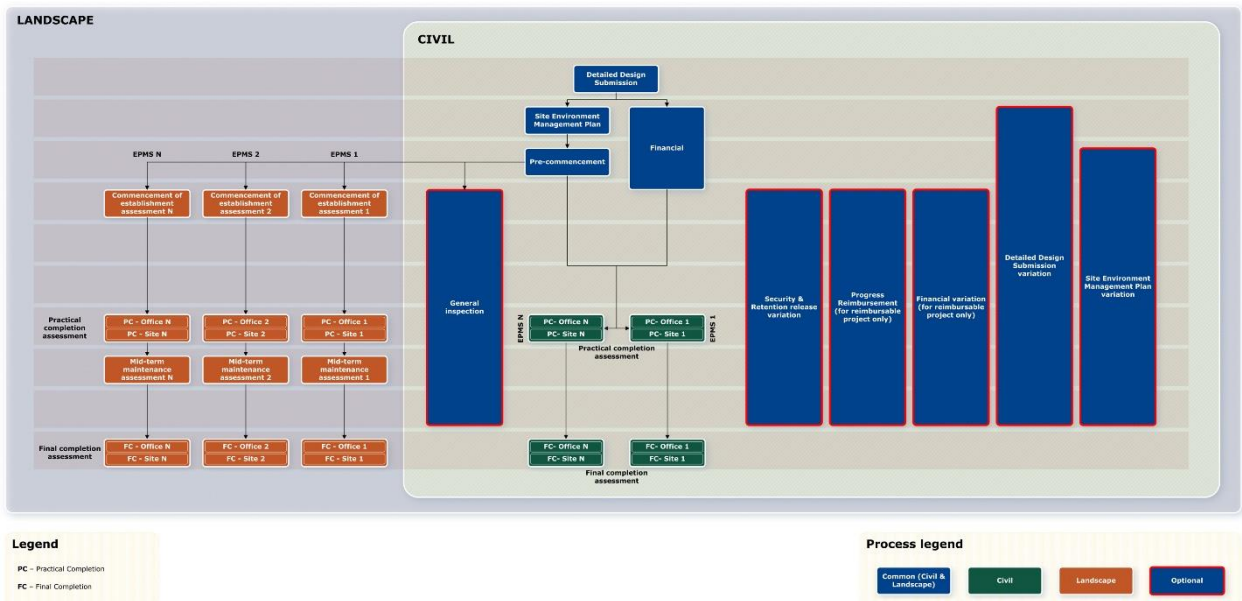 LANDSCAPE
CIVIL
Detailed Design
Submission
Site Environment
Management Plan
Financial
Pre-commencement
EPMS N
EPMS 2
EPMS 1
Commencement of
establishment
assessment N
Commencement of
establishment
assessment 2
Commencement of
establishment
assessment 1
General
inspection
Security &
Retention release
variation
Progress
Reimbursement
(for reimbursable
project only)
Financial variation
(for reimbursable
project only)
Detailed Design
Submission
variation
Site Environment
Management Plan
variation
Practical
completion
assessment
PC - Office N
PC - Site N
PC - Office 2
PC - Site 2
PC - Office 1
PC - Site 1
EPMS N
PC- Office N
PC- Site N
PC- Office 1
PC- Site 1
EPMS 1
Practical completion
assessment
Mid-term
maintenance
assessment N
Mid-term
maintenance
assessment 2
Mid-term
maintenance
assessment 1
Final completion
assessment
FC - Office N
FC - Site N
FC - Office 2
FC - Site 2
FC - Office 1
FC - Site 1
FC- Office N
FC- Site N
FC- Office 1
FC- Site 1
Final completion
assessment
Legend
PC – Practical Completion
FC – Final Completion
Process legend
Common (Civil &
Landscape)
Civil
Landscape
Optional